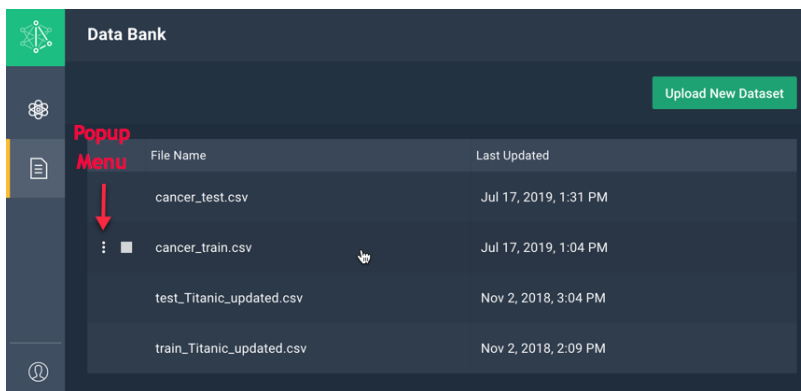 Data Bank
Upload New Dataset
Popup
Menu
File Name Last Updated
cancer_test.csv Jul 17, 2019, 1:31 PM
cancer_train.csv Jul 17, 2019, 1:04 PM
test_Titanic_updated.csv Nov 2, 2018, 3:04 PM
train_Titanic_updated.csv Nov 2, 2018, 2:09 PM